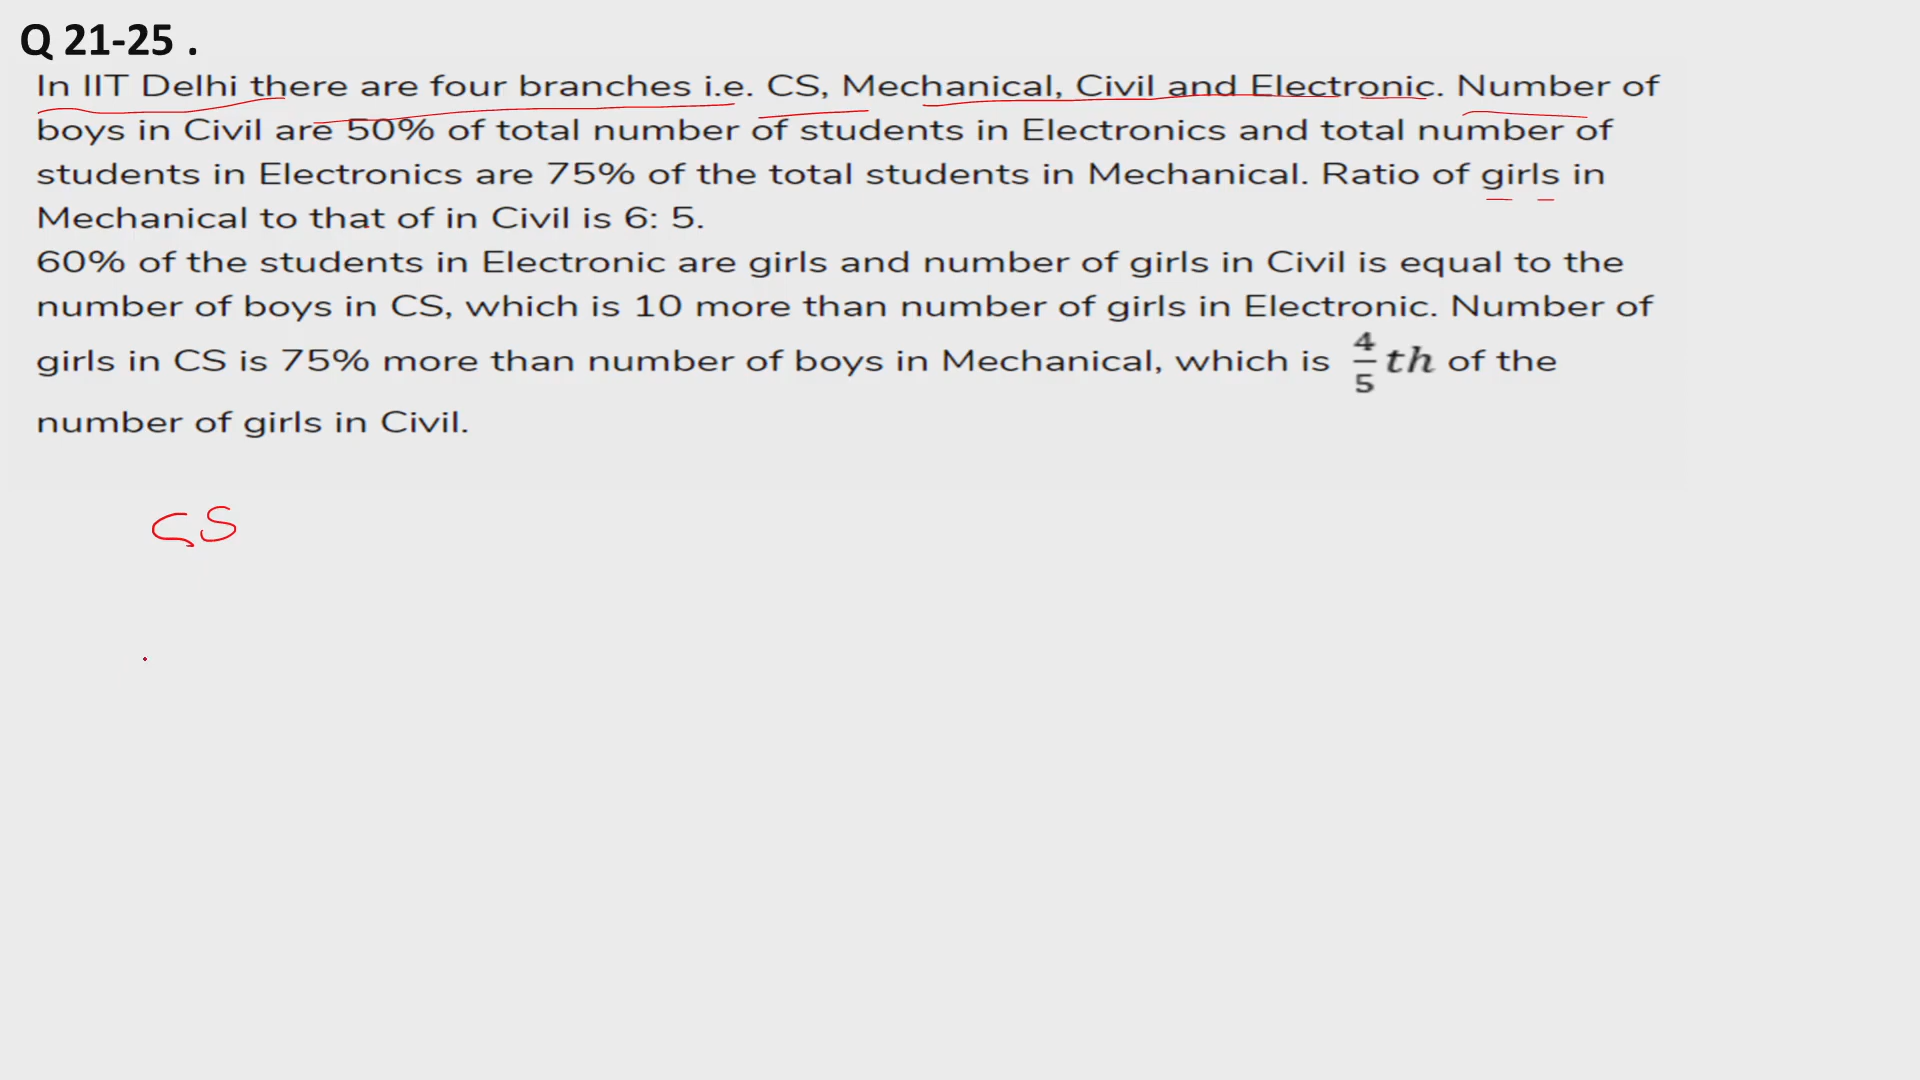 Q 21-25 .
In IIT Delhi there are four branches i.e. CS, Mechanical, Civil and Electronic. Number of
boys in Civil are 50% of total number of students in Electronics and total number of
students in Electronics are 75% of the total students in Mechanical. Ratio of girls in
Mechanical to that of in Civil is 6: 5.
60% of the students in Electronic are girls and number of girls in Civil is equal to the
number of boys in CS, which is 10 more than number of girls in Electronic. Number of
girls in CS is 75% more than number of boys in Mechanical, which is 4/5 th of the
number of girls in Civil.
CS